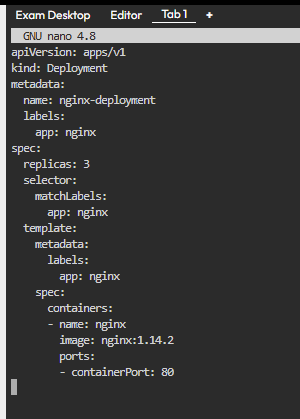 Exam Desktop Editor Tab 1 +
GNU nano 4.8
apiVersion: apps/v1
kind: Deployment
metadata:
  name: nginx-deployment
  labels:
    app: nginx
spec:
  replicas: 3
  selector:
    matchLabels:
      app: nginx
  template:
    metadata:
      labels:
        app: nginx
    spec:
      containers:
      - name: nginx
        image: nginx:1.14.2
        ports:
        - containerPort: 80